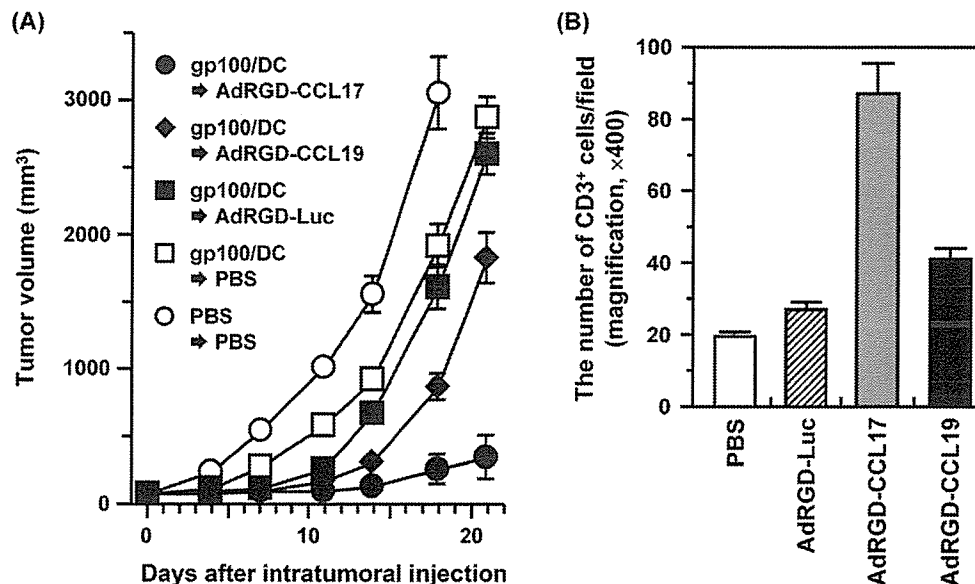 (A)
Tumor volume (mm³)
3000
2000
1000
0
gp100/DC
➡ AdRGD-CCL17
gp100/DC
➡ AdRGD-CCL19
gp100/DC
➡ AdRGD-Luc
gp100/DC
➡ PBS
PBS
➡ PBS
0 10 20
Days after intratumoral injection
(B)
The number of CD3⁺ cells/field
(magnification, ×400)
100
80
60
40
20
0
PBS
AdRGD-Luc
AdRGD-CCL17
AdRGD-CCL19